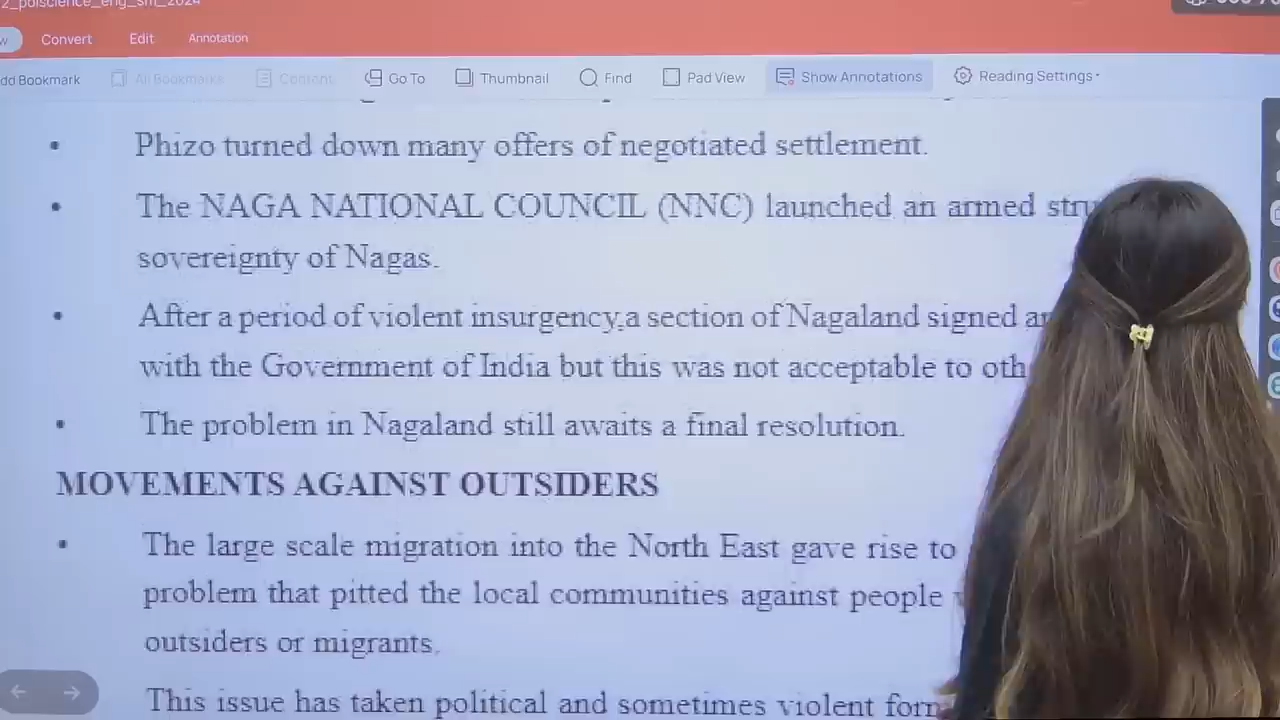 2_polscience_eng_sm_2024
Convert Edit Annotation
dd Bookmark All Bookmarks Content Go To Thumbnail Find Pad View Show Annotations Reading Settings
• Phizo turned down many offers of negotiated settlement.
• The NAGA NATIONAL COUNCIL (NNC) launched an armed stru
sovereignty of Nagas.
• After a period of violent insurgency,a section of Nagaland signed
with the Government of India but this was not acceptable to oth
• The problem in Nagaland still awaits a final resolution.
MOVEMENTS AGAINST OUTSIDERS
• The large scale migration into the North East gave rise to
problem that pitted the local communities against people
outsiders or migrants.
This issue has taken political and sometimes violent form